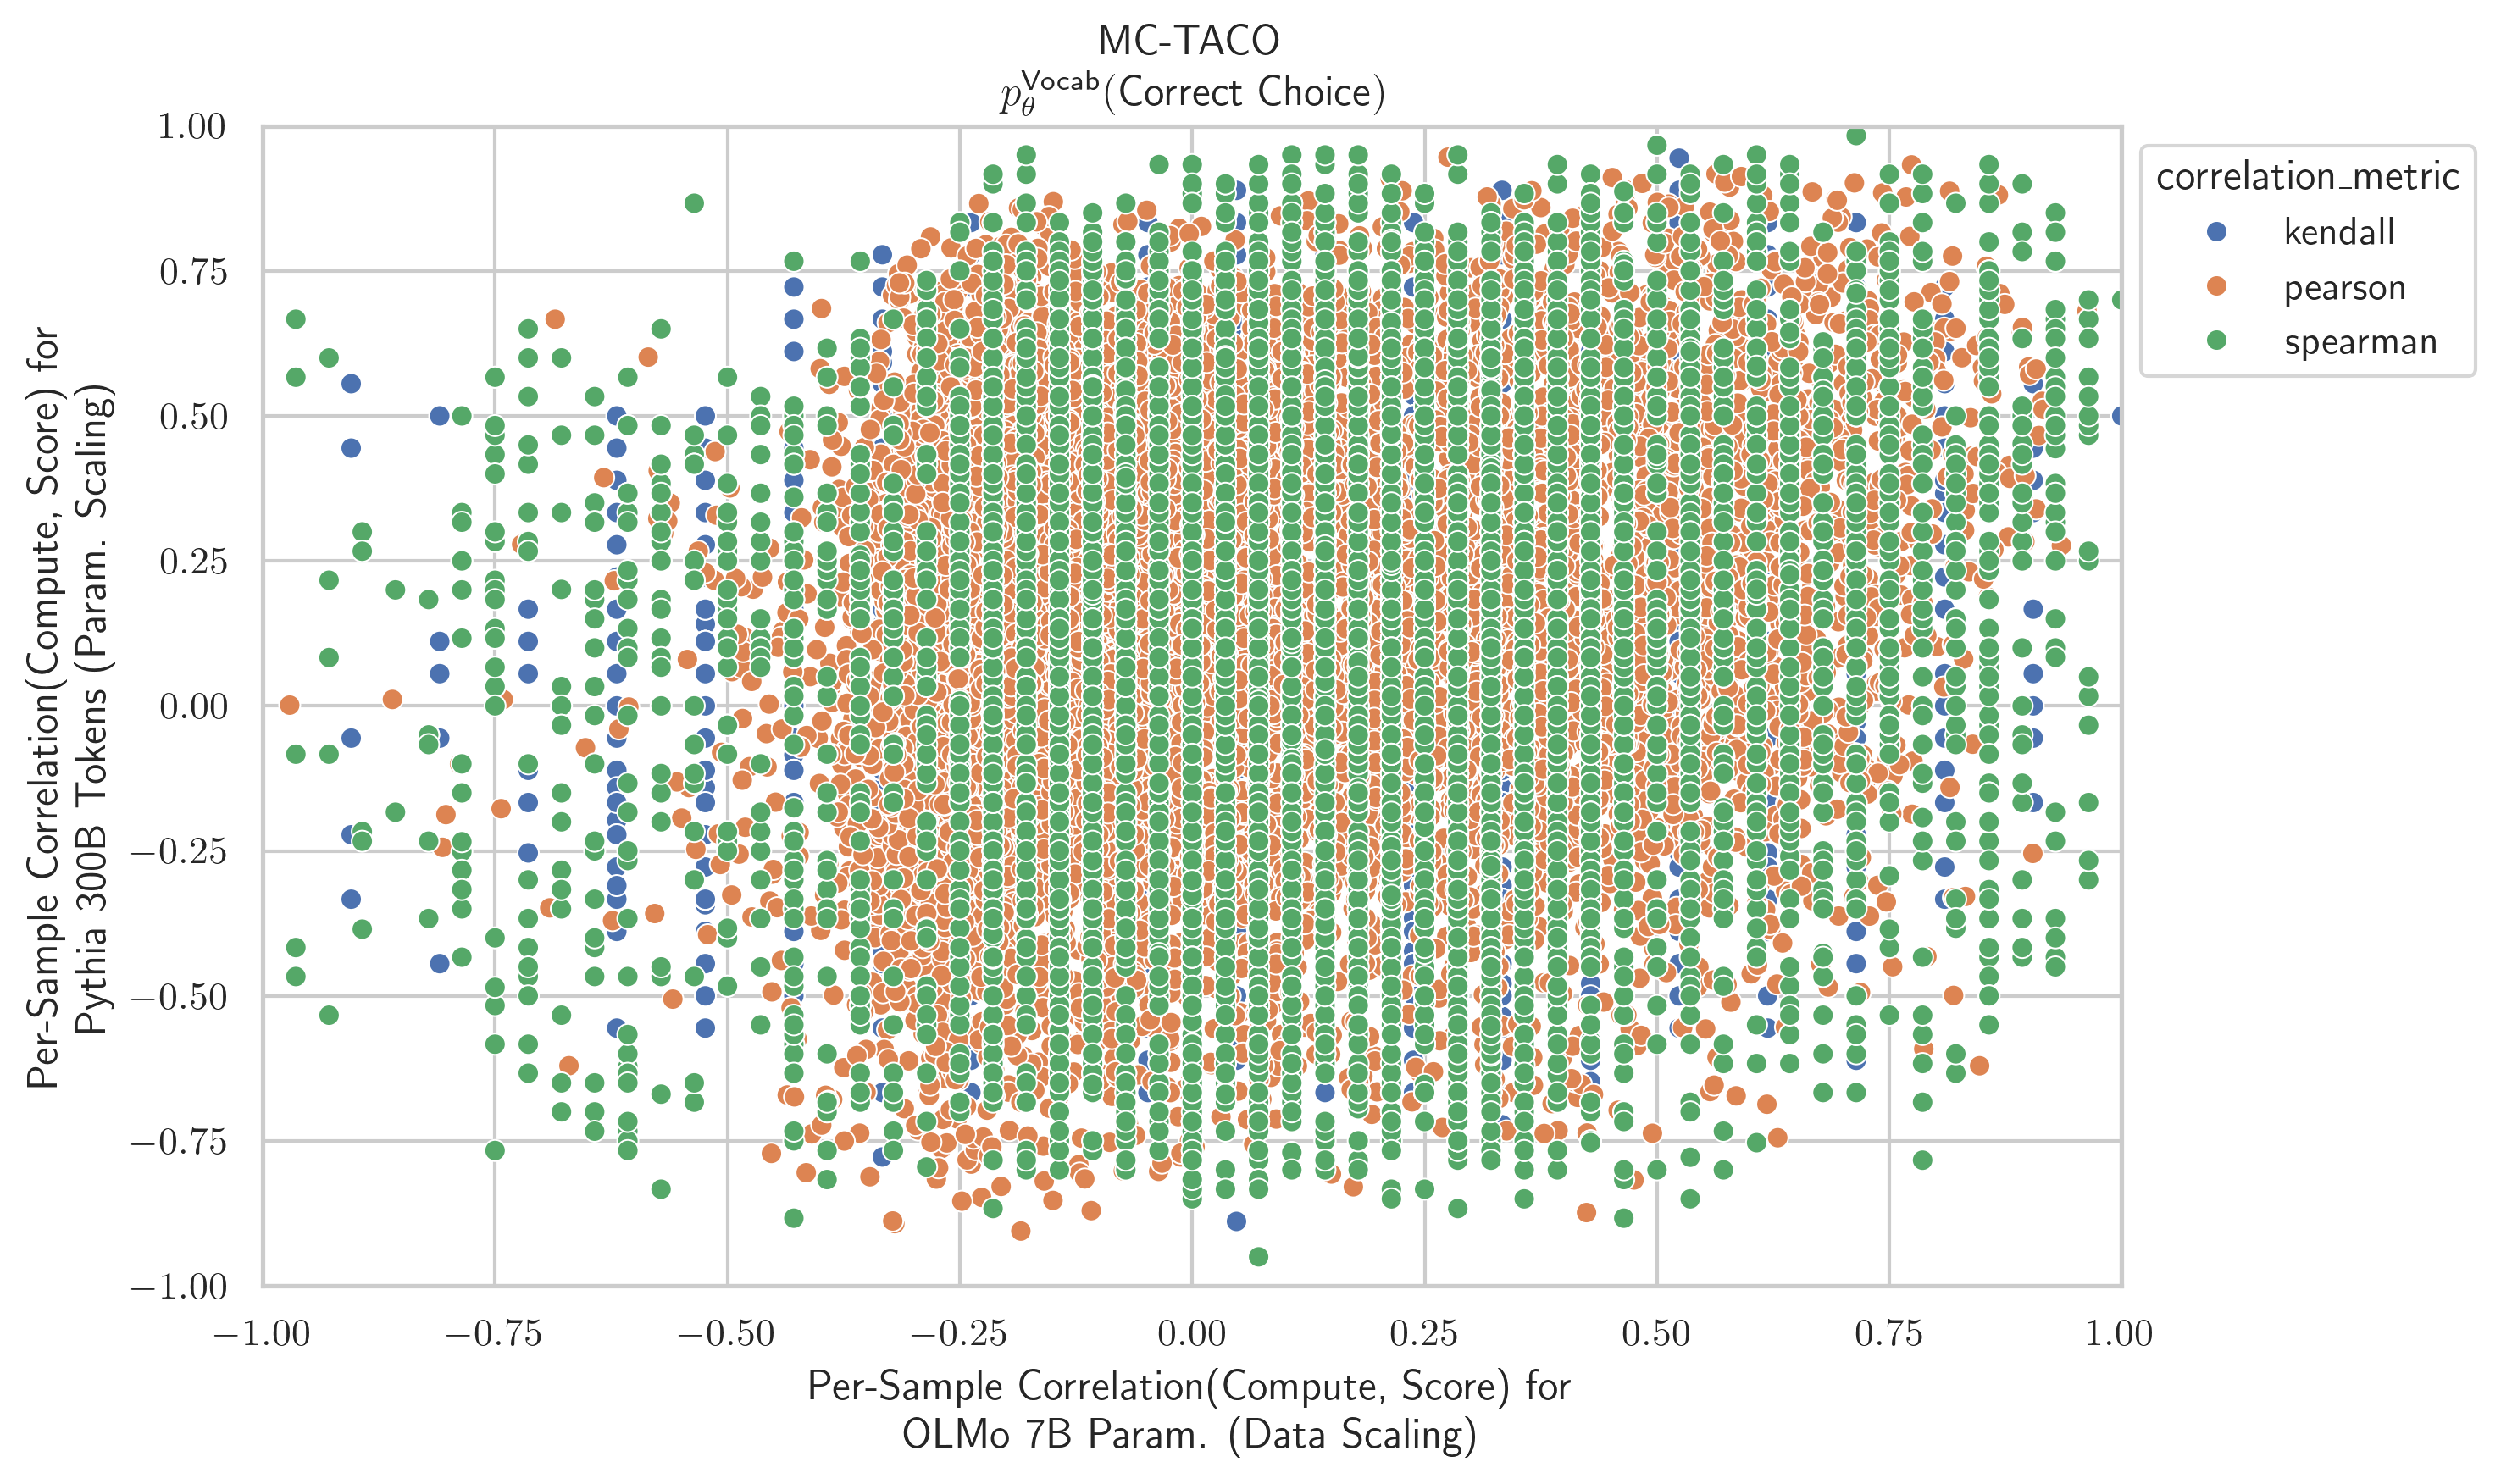 MC-TACO
p_θ^Vocab(Correct Choice)
Per-Sample Correlation(Compute, Score) for
Pythia 300B Tokens (Param. Scaling)
1.00
0.75
0.50
0.25
0.00
−0.25
−0.50
−0.75
−1.00
−1.00 −0.75 −0.50 −0.25 0.00 0.25 0.50 0.75 1.00
Per-Sample Correlation(Compute, Score) for
OLMo 7B Param. (Data Scaling)
correlation_metric
kendall
pearson
spearman